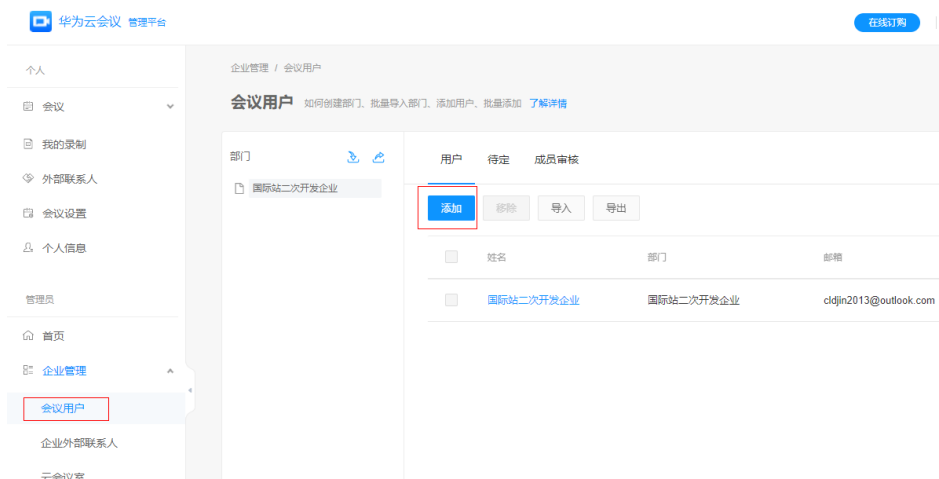 华为云会议 管理平台
在线订购
个人
会议
我的录制
外部联系人
会议设置
个人信息
管理员
首页
企业管理
会议用户
企业外部联系人
云会议室
企业管理 / 会议用户
会议用户 如何创建部门、批量导入部门、添加用户、批量添加 了解详情
部门
国际站二次开发企业
用户 待定 成员审核
添加 移除 导入 导出
姓名 部门 邮箱
国际站二次开发企业 国际站二次开发企业 cldjin2013@outlook.com